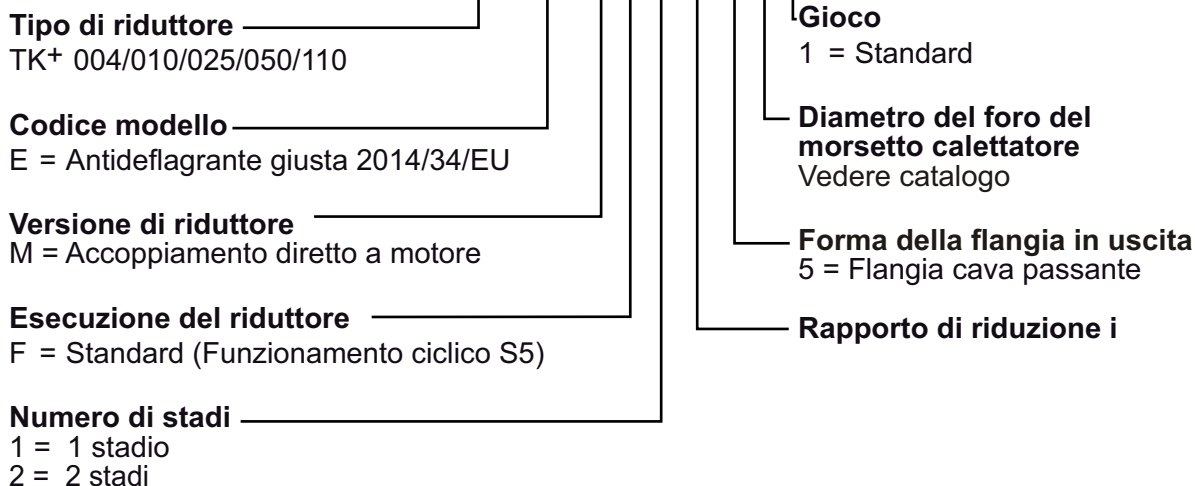 Tipo di riduttore
TK+ 004/010/025/050/110
Codice modello
E = Antideflagrante giusta 2014/34/EU
Versione di riduttore
M = Accoppiamento diretto a motore
Esecuzione del riduttore
F = Standard (Funzionamento ciclico S5)
Numero di stadi
1 = 1 stadio
2 = 2 stadi
Gioco
1 = Standard
Diametro del foro del
morsetto calettatore
Vedere catalogo
Forma della flangia in uscita
5 = Flangia cava passante
Rapporto di riduzione i